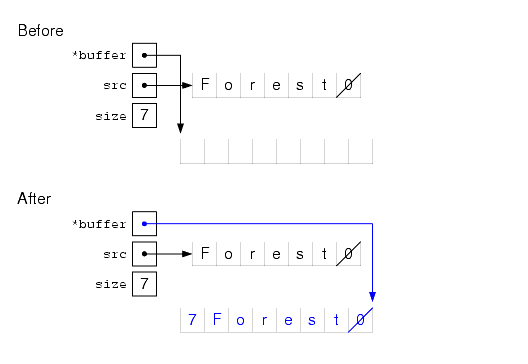 Before
*buffer
src F o r e s t 0
size 7
After
*buffer
src F o r e s t 0
size 7
7 F o r e s t 0